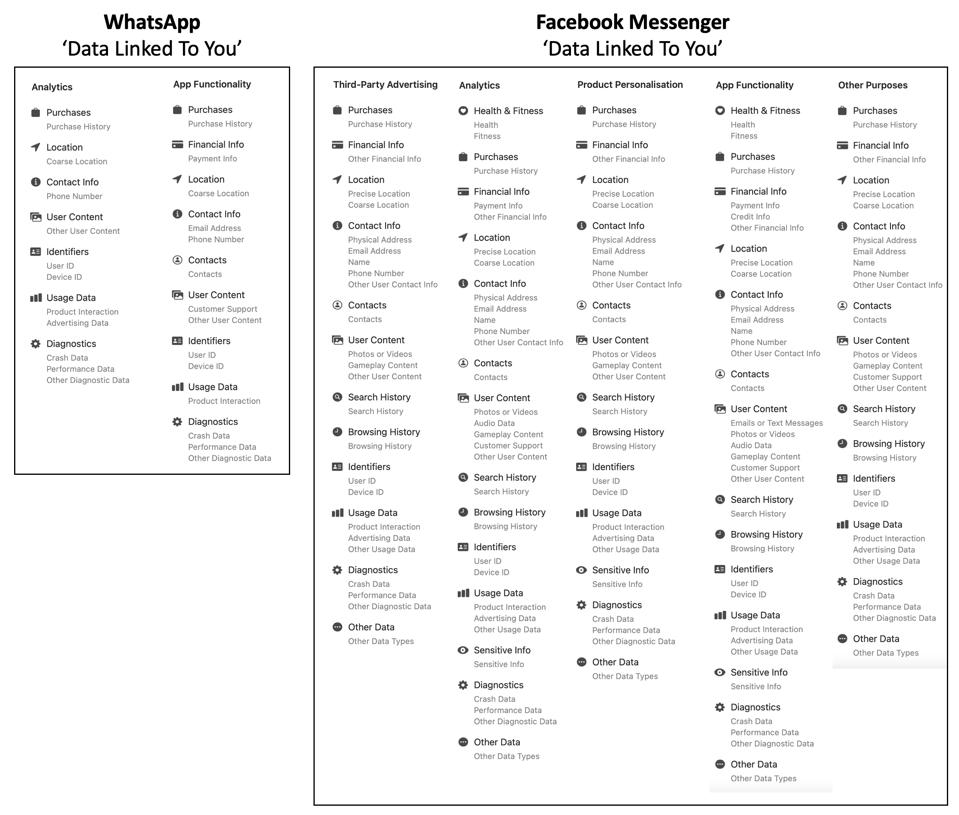 WhatsApp
‘Data Linked To You’
Analytics
Purchases
Purchase History
Location
Coarse Location
Contact Info
Phone Number
User Content
Other User Content
Identifiers
User ID
Device ID
Usage Data
Product Interaction
Advertising Data
Diagnostics
Crash Data
Performance Data
Other Diagnostic Data
App Functionality
Purchases
Purchase History
Financial Info
Payment Info
Location
Coarse Location
Contact Info
Email Address
Phone Number
Contacts
Contacts
User Content
Customer Support
Other User Content
Identifiers
User ID
Device ID
Usage Data
Product Interaction
Diagnostics
Crash Data
Performance Data
Other Diagnostic Data
Facebook Messenger
‘Data Linked To You’
Third-Party Advertising
Purchases
Purchase History
Financial Info
Other Financial Info
Location
Precise Location
Coarse Location
Contact Info
Physical Address
Email Address
Name
Phone Number
Other User Contact Info
Contacts
Contacts
User Content
Photos or Videos
Gameplay Content
Other User Content
Search History
Search History
Browsing History
Browsing History
Identifiers
User ID
Device ID
Usage Data
Product Interaction
Advertising Data
Other Usage Data
Diagnostics
Crash Data
Performance Data
Other Diagnostic Data
Other Data
Other Data Types
Analytics
Health & Fitness
Health
Fitness
Purchases
Purchase History
Financial Info
Payment Info
Other Financial Info
Location
Precise Location
Coarse Location
Contact Info
Physical Address
Email Address
Name
Phone Number
Other User Contact Info
Contacts
Contacts
User Content
Photos or Videos
Audio Data
Gameplay Content
Customer Support
Other User Content
Search History
Search History
Browsing History
Browsing History
Identifiers
User ID
Device ID
Usage Data
Product Interaction
Advertising Data
Other Usage Data
Sensitive Info
Sensitive Info
Diagnostics
Crash Data
Performance Data
Other Diagnostic Data
Other Data
Other Data Types
Product Personalisation
Purchases
Purchase History
Financial Info
Other Financial Info
Location
Precise Location
Coarse Location
Contact Info
Physical Address
Email Address
Name
Phone Number
Other User Contact Info
Contacts
Contacts
User Content
Photos or Videos
Gameplay Content
Other User Content
Search History
Search History
Browsing History
Browsing History
Identifiers
User ID
Device ID
Usage Data
Product Interaction
Advertising Data
Other Usage Data
Sensitive Info
Sensitive Info
Diagnostics
Crash Data
Performance Data
Other Diagnostic Data
Other Data
Other Data Types
App Functionality
Health & Fitness
Health
Fitness
Purchases
Purchase History
Financial Info
Payment Info
Credit Info
Other Financial Info
Location
Precise Location
Coarse Location
Contact Info
Physical Address
Email Address
Name
Phone Number
Other User Contact Info
Contacts
Contacts
User Content
Emails or Text Messages
Photos or Videos
Audio Data
Gameplay Content
Customer Support
Other User Content
Search History
Search History
Browsing History
Browsing History
Identifiers
User ID
Device ID
Usage Data
Product Interaction
Advertising Data
Other Usage Data
Sensitive Info
Sensitive Info
Diagnostics
Crash Data
Performance Data
Other Diagnostic Data
Other Data
Other Data Types
Other Purposes
Purchases
Purchase History
Financial Info
Other Financial Info
Location
Precise Location
Coarse Location
Contact Info
Physical Address
Email Address
Name
Phone Number
Other User Contact Info
Contacts
Contacts
User Content
Photos or Videos
Gameplay Content
Customer Support
Other User Content
Search History
Search History
Browsing History
Browsing History
Identifiers
User ID
Device ID
Usage Data
Product Interaction
Advertising Data
Other Usage Data
Diagnostics
Crash Data
Performance Data
Other Diagnostic Data
Other Data
Other Data Types